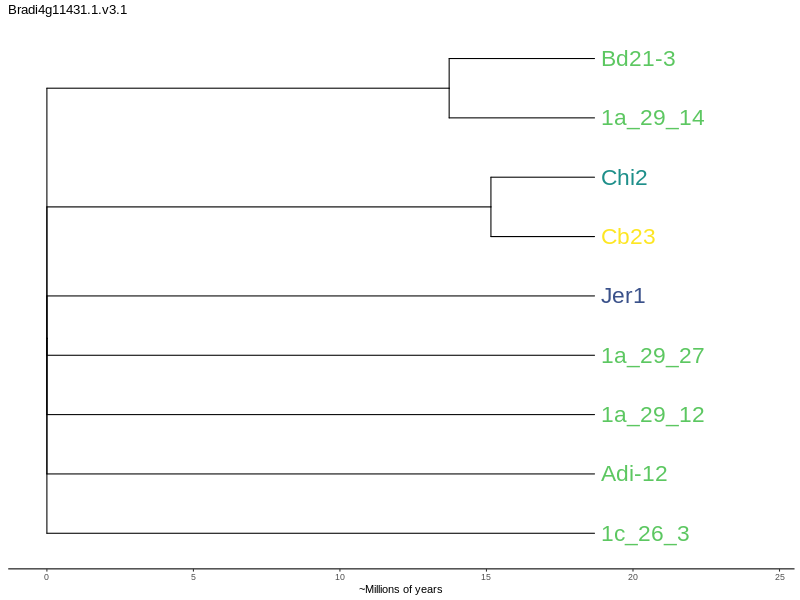 Bradi4g11431.1.v3.1
Bd21-3
1a_29_14
Chi2
Cb23
Jer1
1a_29_27
1a_29_12
Adi-12
1c_26_3
0 5 10 15 20 25
~Millions of years